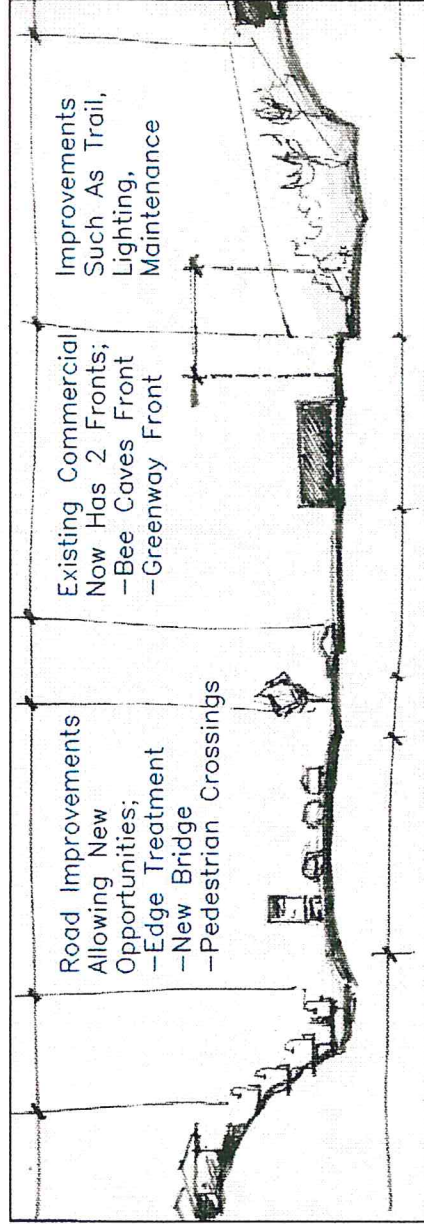 Road Improvements
Allowing New
Opportunities;
-Edge Treatment
-New Bridge
-Pedestrian Crossings
Existing Commercial
Now Has 2 Fronts;
-Bee Caves Front
-Greenway Front
Improvements
Such As Trail,
Lighting,
Maintenance